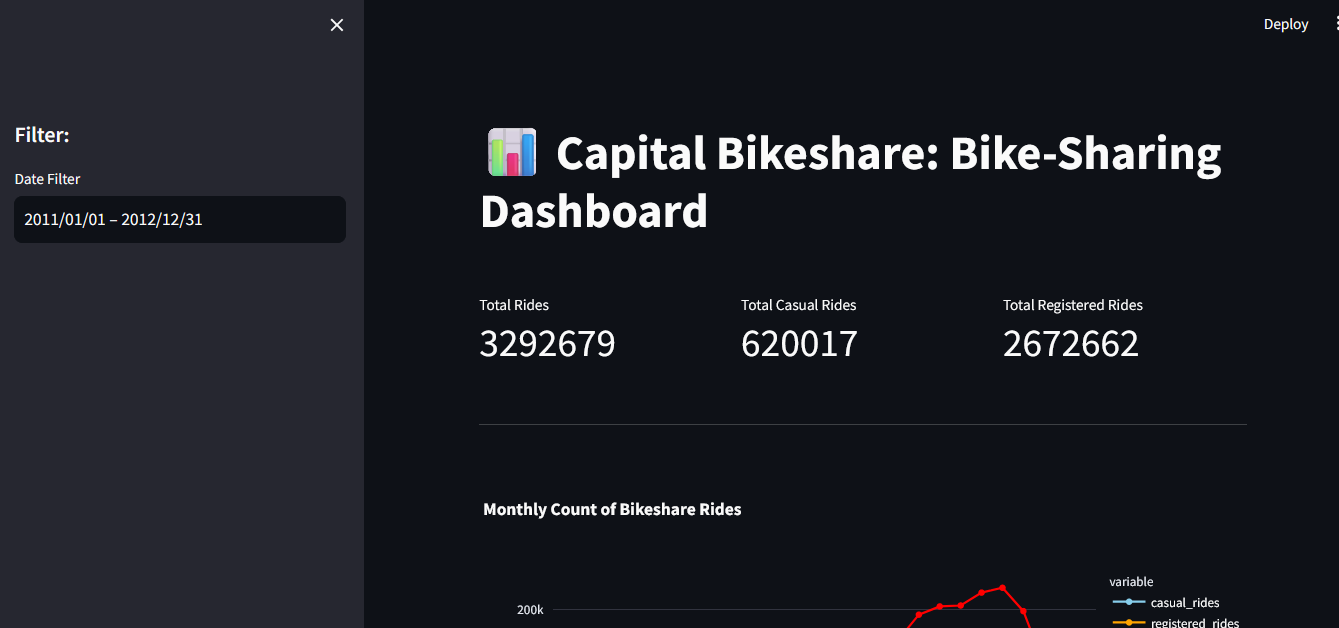 Deploy
Filter:
Date Filter
2011/01/01 – 2012/12/31
Capital Bikeshare: Bike-Sharing
Dashboard
Total Rides
3292679
Total Casual Rides
620017
Total Registered Rides
2672662
Monthly Count of Bikeshare Rides
200k
variable
casual_rides
registered_rides